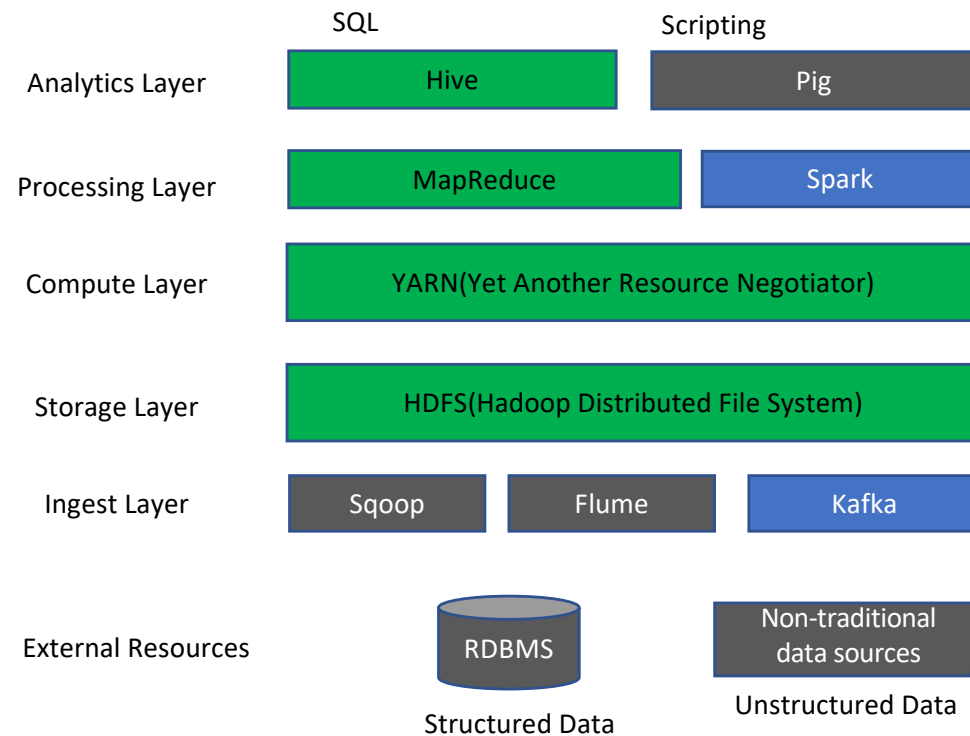 SQL
Scripting
Analytics Layer
Hive
Pig
Processing Layer
MapReduce
Spark
Compute Layer
YARN(Yet Another Resource Negotiator)
Storage Layer
HDFS(Hadoop Distributed File System)
Ingest Layer
Sqoop
Flume
Kafka
External Resources
RDBMS
Non-traditional
data sources
Structured Data
Unstructured Data